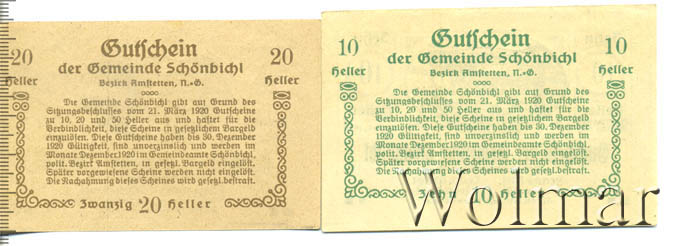 20 Gutschein 20
Heller der Gemeinde Schönbichl Heller
Bezirk Amstetten, N.-Ö.
Die Gemeinde Schönbichl gibt auf Grund des
Sitzungsbeschlusses vom 21. März 1920 Gutscheine
zu 10, 20 und 50 Heller aus und haftet für die
Verbindlichkeit, diese Scheine in gesetzlichem Bargeld
einzulösen. Diese Gutscheine haben bis 30. Dezember
1920 Gültigkeit, sind unverzinslich und werden im
Monate Dezember 1920 im Gemeindeamte Schönbichl,
polit. Bezirk Amstetten, in Bargeld eingelöst.
Später vorgewiesene Scheine werden nicht eingelöst.
Die Nachahmung dieses Scheines wird gesetzl. bestraft.
Zwanzig 20 Heller
10 Gutschein 10
Heller der Gemeinde Schönbichl Heller
Bezirk Amstetten, N.-Ö.
Die Gemeinde Schönbichl gibt auf Grund des
Sitzungsbeschlusses vom 21. März 1920 Gutscheine
zu 10, 20 und 50 Heller aus und haftet für die
Verbindlichkeit, diese Scheine in gesetzlichem Bargeld
einzulösen. Diese Gutscheine haben bis 30. Dezember
1920 Gültigkeit, sind unverzinslich und werden im
Monate Dezember 1920 im Gemeindeamte Schönbichl,
polit. Bezirk Amstetten, in Bargeld eingelöst.
Später vorgewiesene Scheine werden nicht eingelöst.
Die Nachahmung dieses Scheines wird gesetzl. bestraft.
Zehn 10 Heller
Wolmar